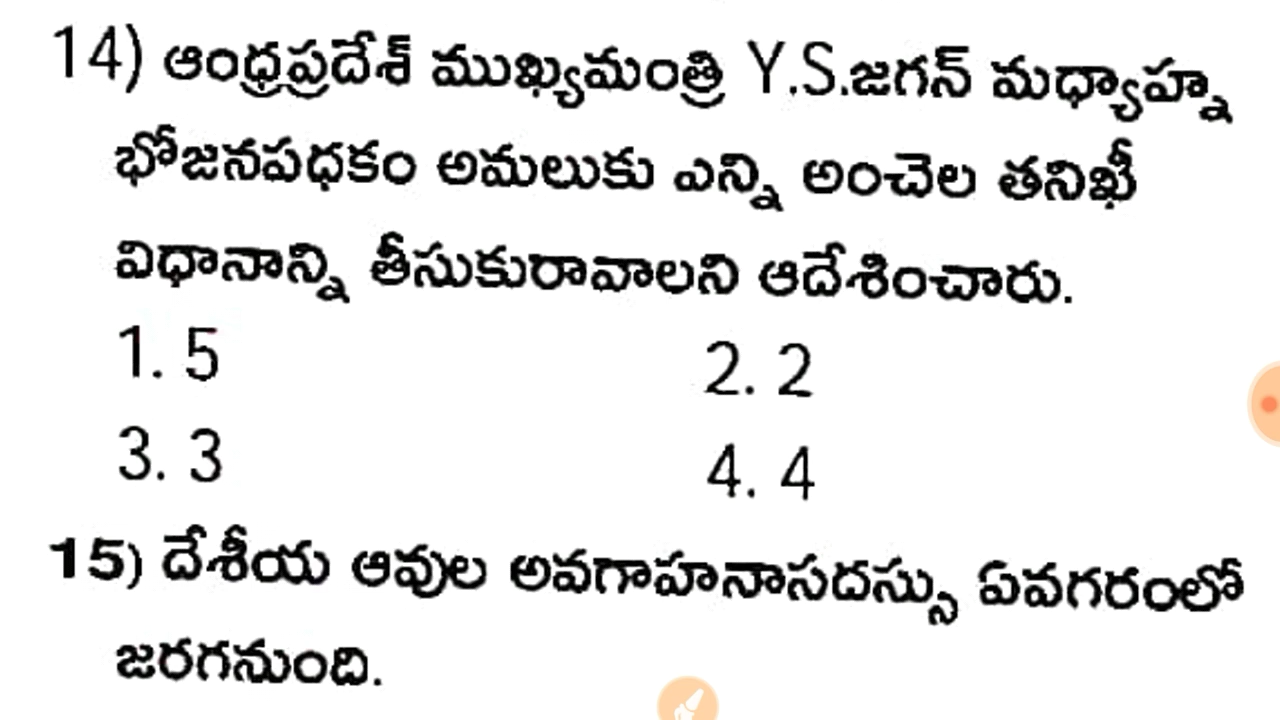 14) ఆంధ్రప్రదేశ్ ముఖ్యమంత్రి Y.S.జగన్ మధ్యాహ్న
భోజనపధకం అమలుకు ఎన్ని అంచెల తనిఖీ
విధానాన్ని తీసుకురావాలని ఆదేశించారు.
1. 5 2. 2
3. 3 4. 4
15) దేశీయ ఆవుల అవగాహనాసదస్సు ఏవగరంలో
జరగనుంది.